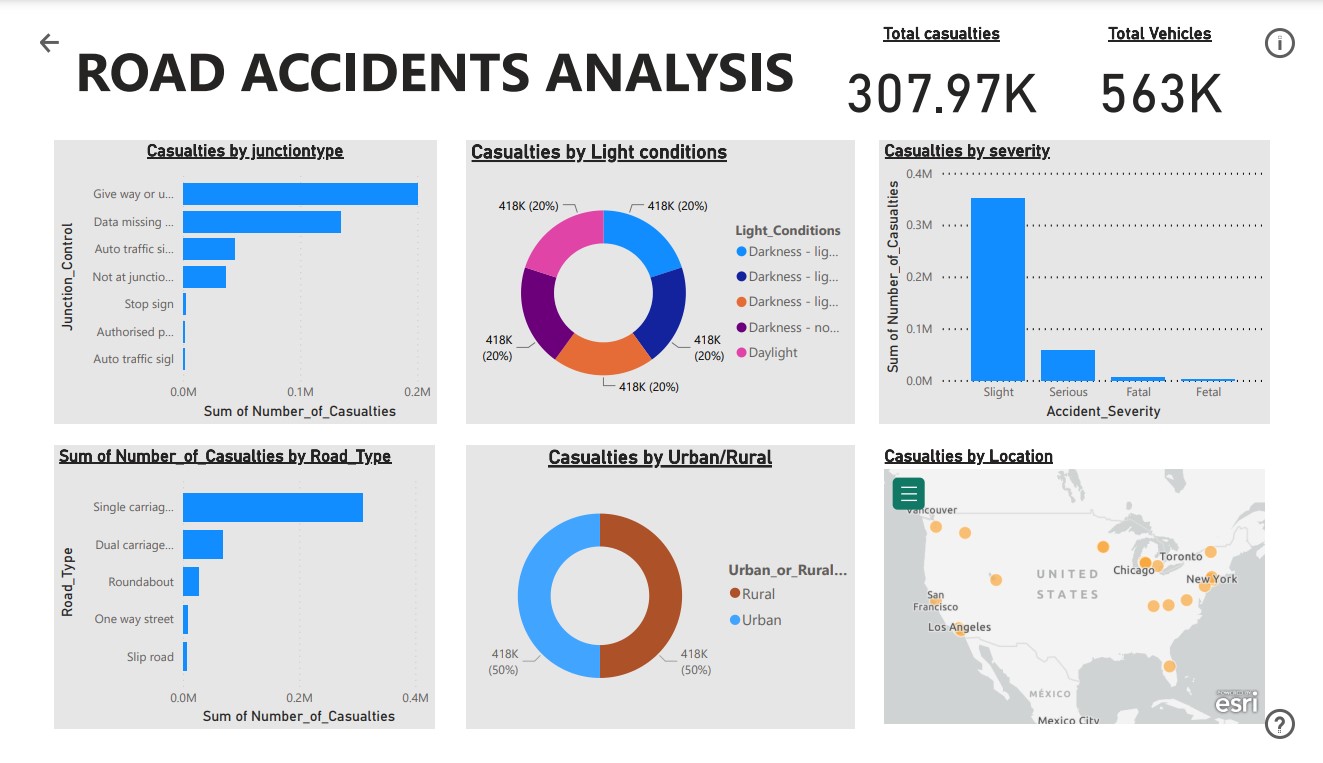 ROAD ACCIDENTS ANALYSIS
Total casualties
307.97K
Total Vehicles
563K
Casualties by junctiontype
Junction_Control
Give way or u...
Data missing ...
Auto traffic si...
Not at junctio...
Stop sign
Authorised p...
Auto traffic sigl
0.0M 0.1M 0.2M
Sum of Number_of_Casualties
Casualties by Light conditions
418K (20%)
418K (20%)
418K
(20%)
418K
(20%)
418K (20%)
Light_Conditions
Darkness - lig...
Darkness - lig...
Darkness - lig...
Darkness - no...
Daylight
Casualties by severity
Sum of Number_of_Casualties
0.4M
0.3M
0.2M
0.1M
0.0M
Slight Serious Fatal Fetal
Accident_Severity
Sum of Number_of_Casualties by Road_Type
Road_Type
Single carriag...
Dual carriage...
Roundabout
One way street
Slip road
0.0M 0.2M 0.4M
Sum of Number_of_Casualties
Casualties by Urban/Rural
418K
(50%)
418K
(50%)
Urban_or_Rural...
Rural
Urban
Casualties by Location
Vancouver
Toronto
Chicago
New York
UNITED
STATES
San
Francisco
Los Angeles
MÉXICO
Mexico City
POWERED BY
esri